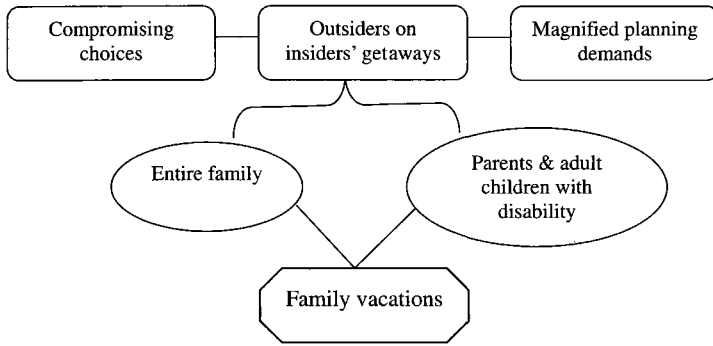 Compromising
choices
Outsiders on
insiders' getaways
Magnified planning
demands
Entire family
Parents & adult
children with
disability
Family vacations